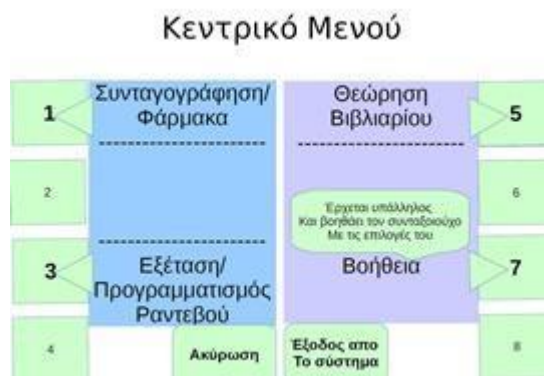 Κεντρικό Μενού
1
Συνταγογράφηση/
Φάρμακα
2
3
Εξέταση/
Προγραμματισμός
Ραντεβού
4
Ακύρωση
Θεώρηση
Βιβλιαρίου
5
6
Έρχεται υπάλληλος
Και βοηθάει τον συνταξιούχο
Με τις επιλογές του
Βοήθεια
7
Έξοδος απο
Το σύστημα
8